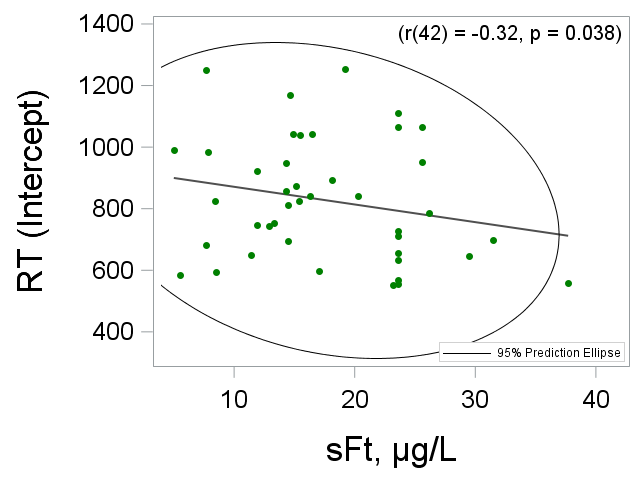 (r(42) = -0.32, p = 0.038)
1400
1200
1000
800
600
400
RT (Intercept)
95% Prediction Ellipse
10 20 30 40
sFt, µg/L